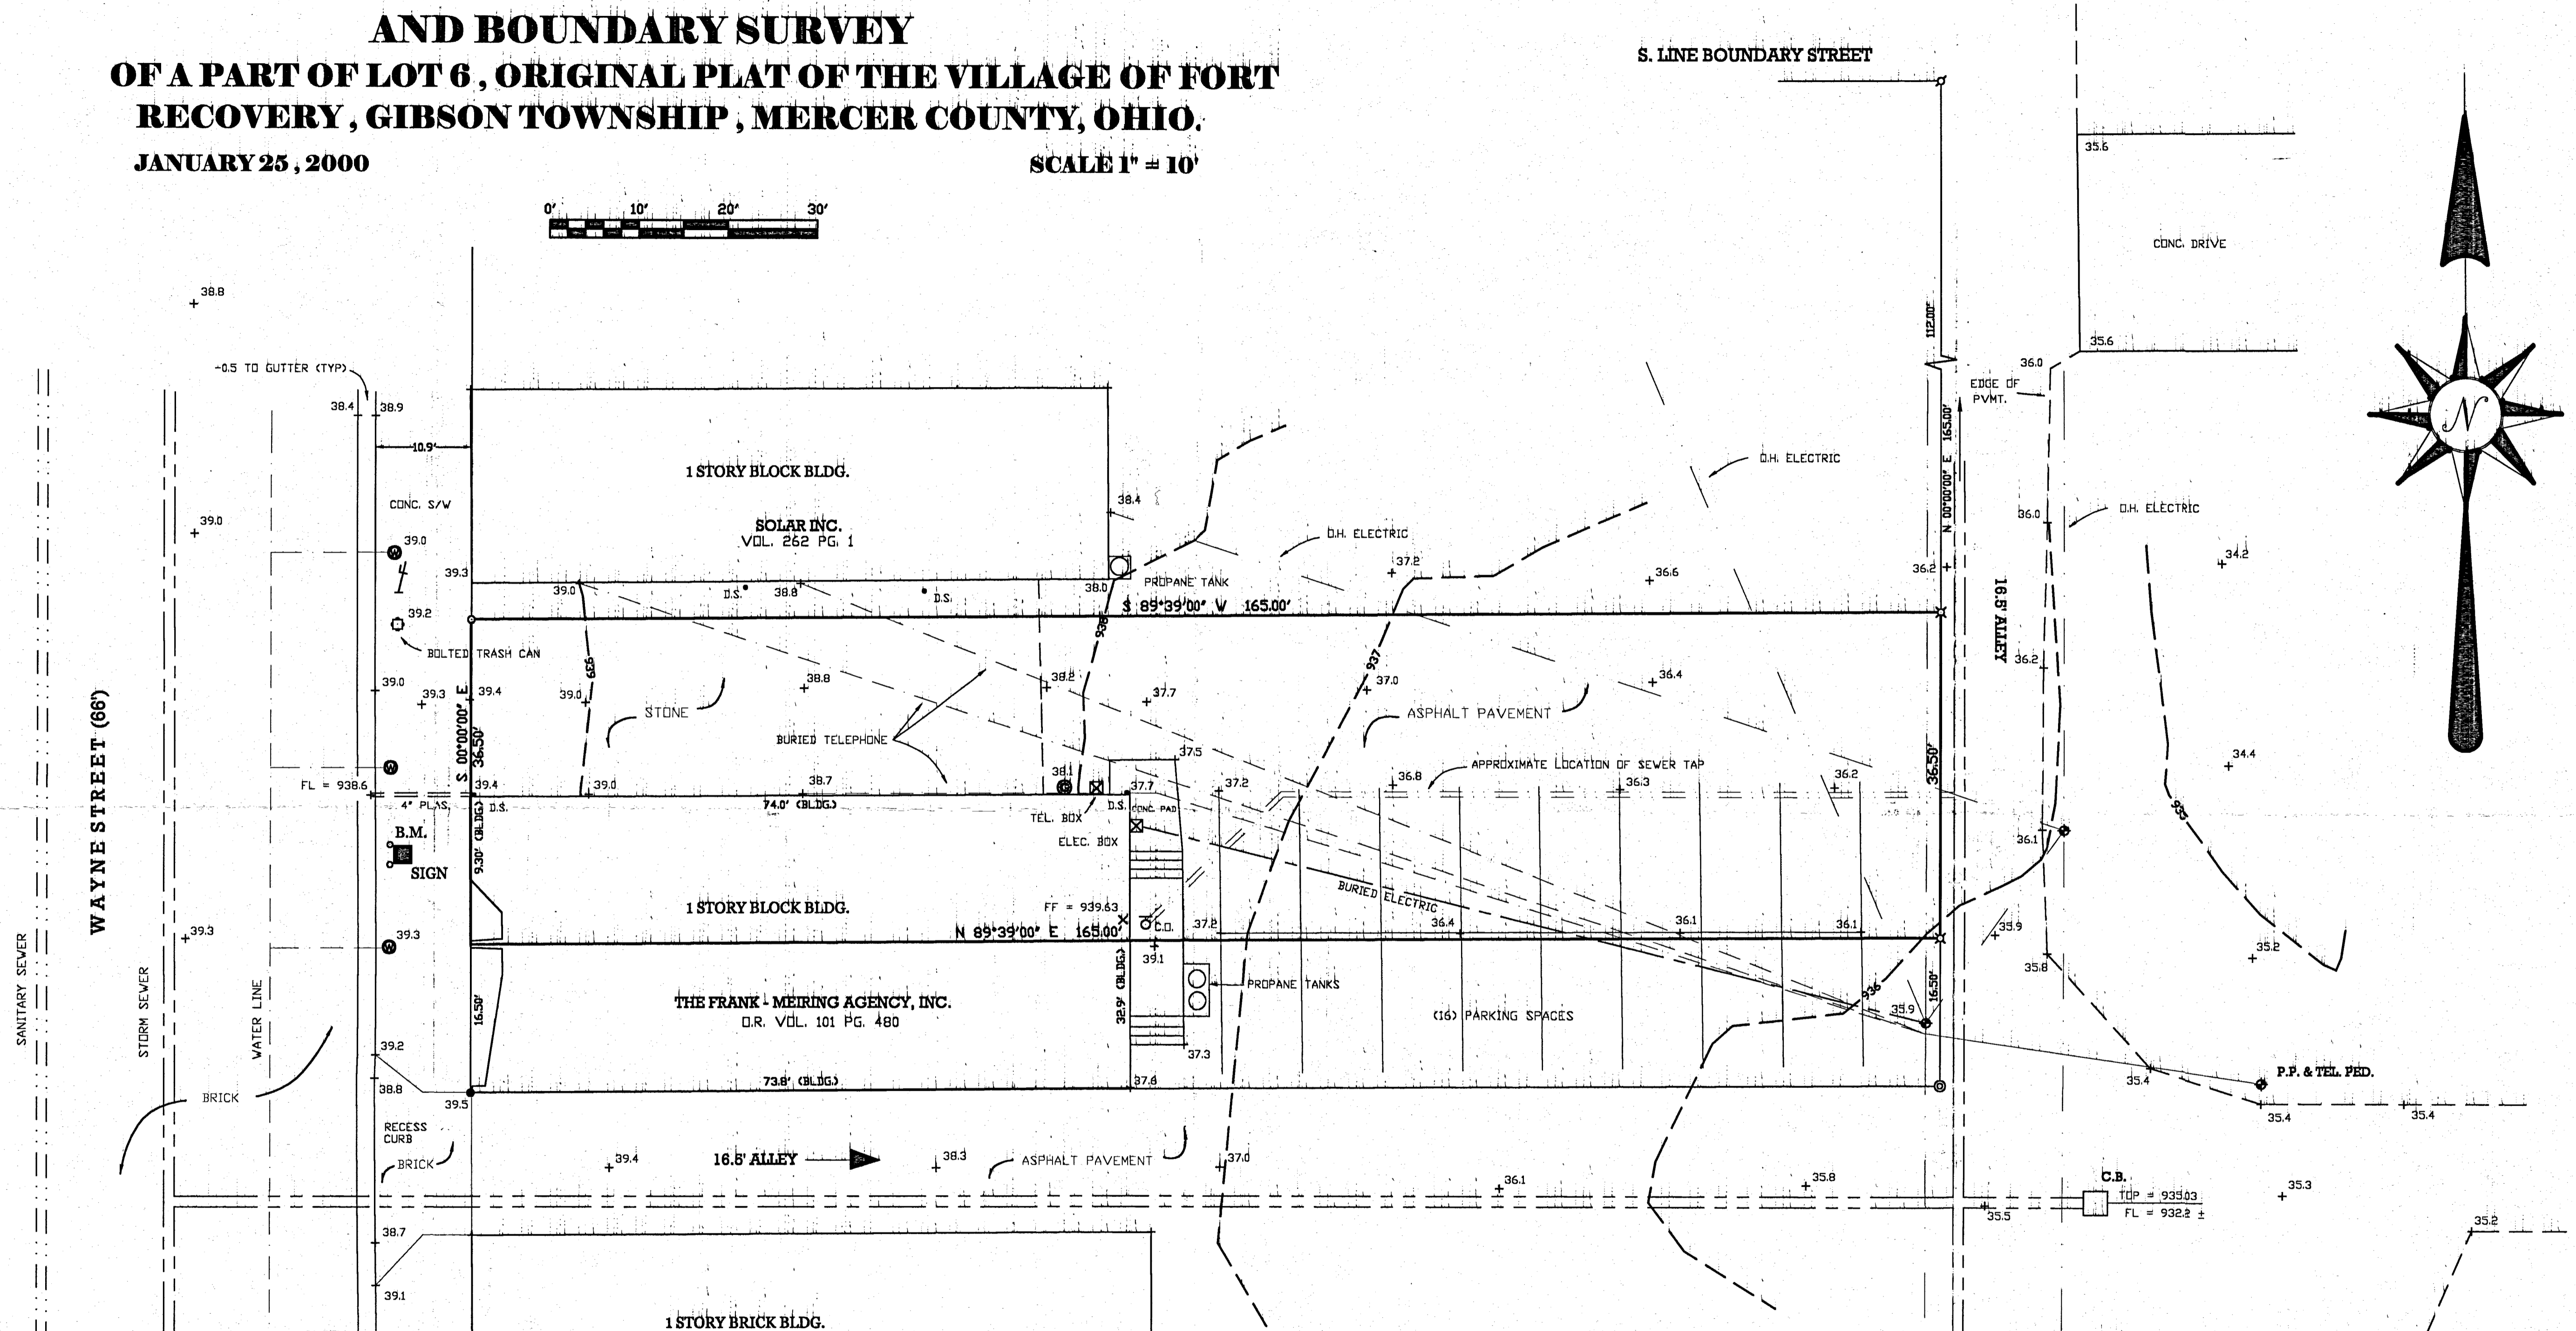 AND BOUNDARY SURVEY
OF A PART OF LOT 6 , ORIGINAL PLAT OF THE VILLAGE OF FORT
RECOVERY , GIBSON TOWNSHIP , MERCER COUNTY, OHIO.
JANUARY 25 , 2000
SCALE 1" = 10'
0' 10' 20' 30'
S. LINE BOUNDARY STREET
35.6
CONC. DRIVE
35.6
36.0
112.00'
EDGE OF
PVMT.
N 00°00'00" E 165.00'
N
38.8
-0.5 TO GUTTER (TYP)
38.4
38.9
10.9'
CONC. S/W
39.0
W
39.0
1 STORY BLOCK BLDG.
SOLAR INC.
VOL. 262 PG. 1
38.4
O.H. ELECTRIC
O.H. ELECTRIC
O.H. ELECTRIC
36.0
34.2
39.3
39.0
D.S.
38.8
D.S.
38.0
PROPANE TANK
37.2
36.6
36.2
16.5' ALLEY
39.2
BOLTED TRASH CAN
S 89°39'00" W 165.00'
938
937
939
39.0
39.3
39.4
39.0
38.8
38.2
37.7
37.0
36.4
36.2
S 00°00'00" E
36.50'
STONE
BURIED TELEPHONE
ASPHALT PAVEMENT
WAYNE STREET (66')
W
FL = 938.6
4" PLAS.
39.4
D.S.
39.0
38.7
74.0' (BLDG.)
38.1
TEL. BOX
37.5
37.7
D.S.
CONC. PAD
37.2
36.8
APPROXIMATE LOCATION OF SEWER TAP
36.3
36.2
36.50'
34.4
935
B.M.
SIGN
9.30' (BLDG.)
ELEC. BOX
36.1
1 STORY BLOCK BLDG.
FF = 939.63
BURIED ELECTRIC
C.O.
37.2
36.4
36.1
36.1
35.9
39.3
W
39.3
N 89°39'00" E 165.00'
39.1
35.8
35.2
SANITARY SEWER
STORM SEWER
WATER LINE
16.50'
THE FRANK - MEIRING AGENCY, INC.
O.R. VOL. 101 PG. 480
32.9' (BLDG.)
PROPANE TANKS
(16) PARKING SPACES
936
35.9
16.50'
39.2
38.8
37.3
37.6
73.8' (BLDG.)
35.4
P.P. & TEL. PED.
35.4
35.4
BRICK
39.5
RECESS
CURB
BRICK
39.4
16.5' ALLEY
38.3
ASPHALT PAVEMENT
37.0
36.1
35.8
35.5
C.B.
TOP = 935.03
FL = 932.2 ±
35.3
35.2
38.7
39.1
1 STORY BRICK BLDG.